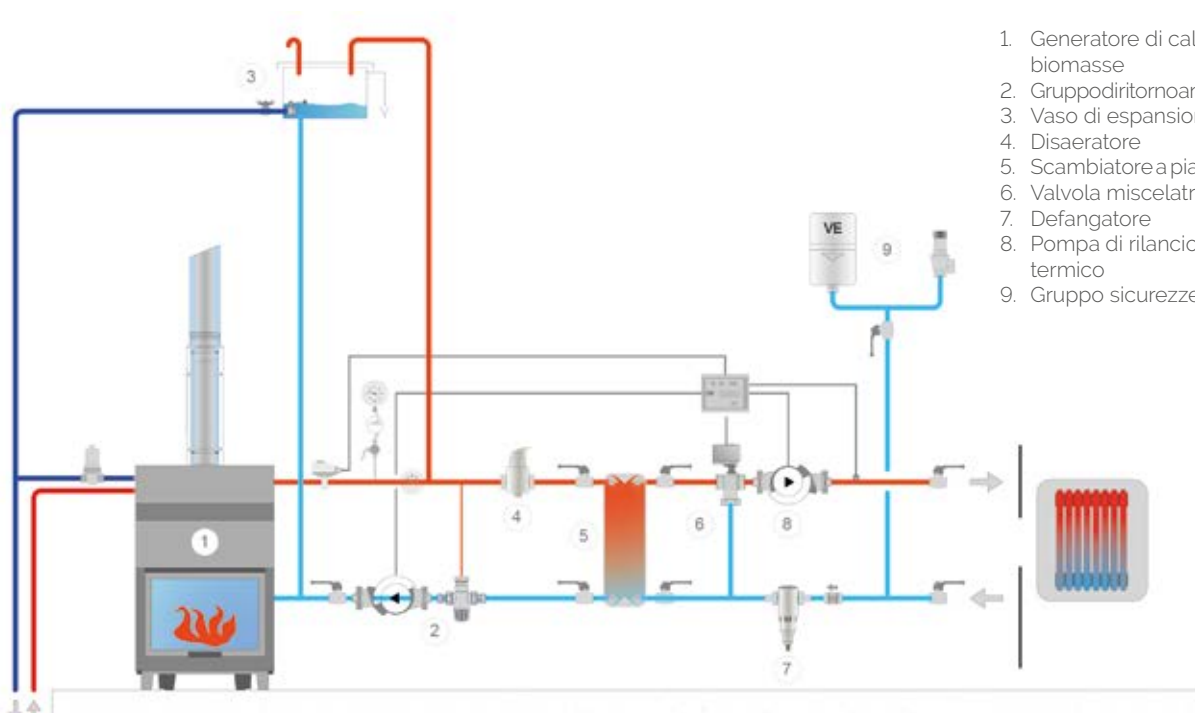 1. Generatore di cal
biomasse
2. Gruppodiritornoar
3. Vaso di espansion
4. Disaeratore
5. Scambiatore a pia
6. Valvola miscelatr
7. Defangatore
8. Pompa di rilancio
termico
9. Gruppo sicurezze
3
VE
9
4
5
6
8
1
2
7